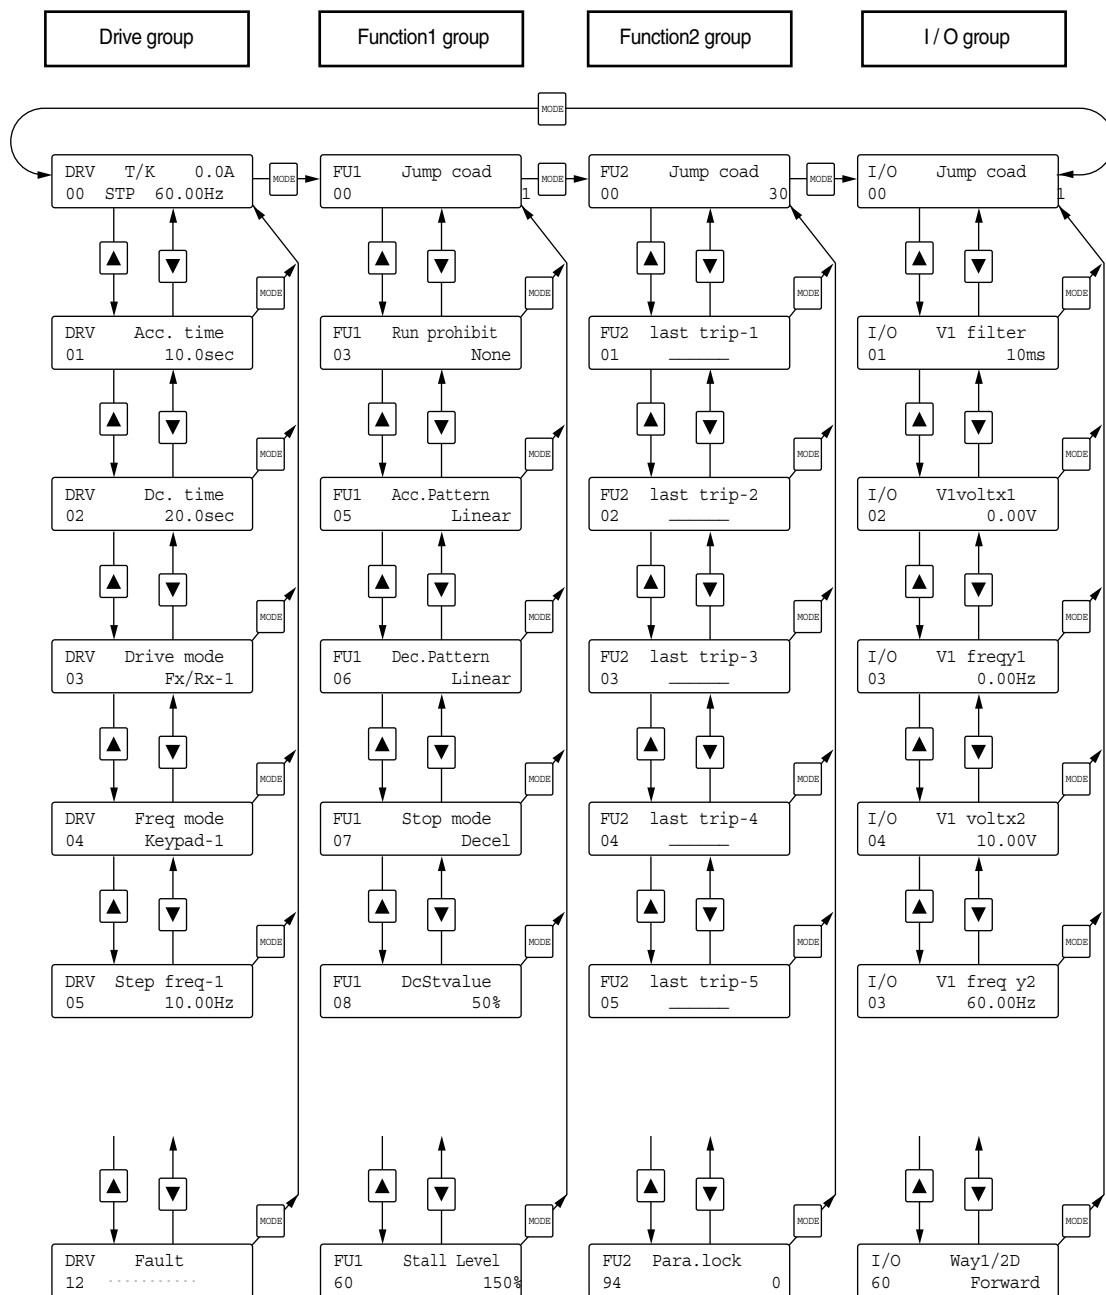 Drive group
Function1 group
Function2 group
I / O group
MODE
DRV T/K 0.0A
00 STP 60.00Hz
MODE
FU1 Jump coad
00 1
MODE
FU2 Jump coad
00 30
MODE
I/O Jump coad
00 1
▲ ▼ MODE
▲ ▼ MODE
▲ ▼ MODE
▲ ▼ MODE
DRV Acc. time
01 10.0sec
FU1 Run prohibit
03 None
FU2 last trip-1
01 ______
I/O V1 filter
01 10ms
▲ ▼ MODE
▲ ▼ MODE
▲ ▼ MODE
▲ ▼ MODE
DRV Dc. time
02 20.0sec
FU1 Acc.Pattern
05 Linear
FU2 last trip-2
02 ______
I/O V1voltx1
02 0.00V
▲ ▼ MODE
▲ ▼ MODE
▲ ▼ MODE
▲ ▼ MODE
DRV Drive mode
03 Fx/Rx-1
FU1 Dec.Pattern
06 Linear
FU2 last trip-3
03 ______
I/O V1 freqy1
03 0.00Hz
▲ ▼ MODE
▲ ▼ MODE
▲ ▼ MODE
▲ ▼ MODE
DRV Freq mode
04 Keypad-1
FU1 Stop mode
07 Decel
FU2 last trip-4
04 ______
I/O V1 voltx2
04 10.00V
▲ ▼ MODE
▲ ▼ MODE
▲ ▼ MODE
▲ ▼ MODE
DRV Step freq-1
05 10.00Hz
FU1 DcStvalue
08 50%
FU2 last trip-5
05 ______
I/O V1 freq y2
03 60.00Hz
▲ ▼ MODE
▲ ▼ MODE
▲ ▼ MODE
▲ ▼ MODE
DRV Fault
12 -----------
FU1 Stall Level
60 150%
FU2 Para.lock
94 0
I/O Way1/2D
60 Forward